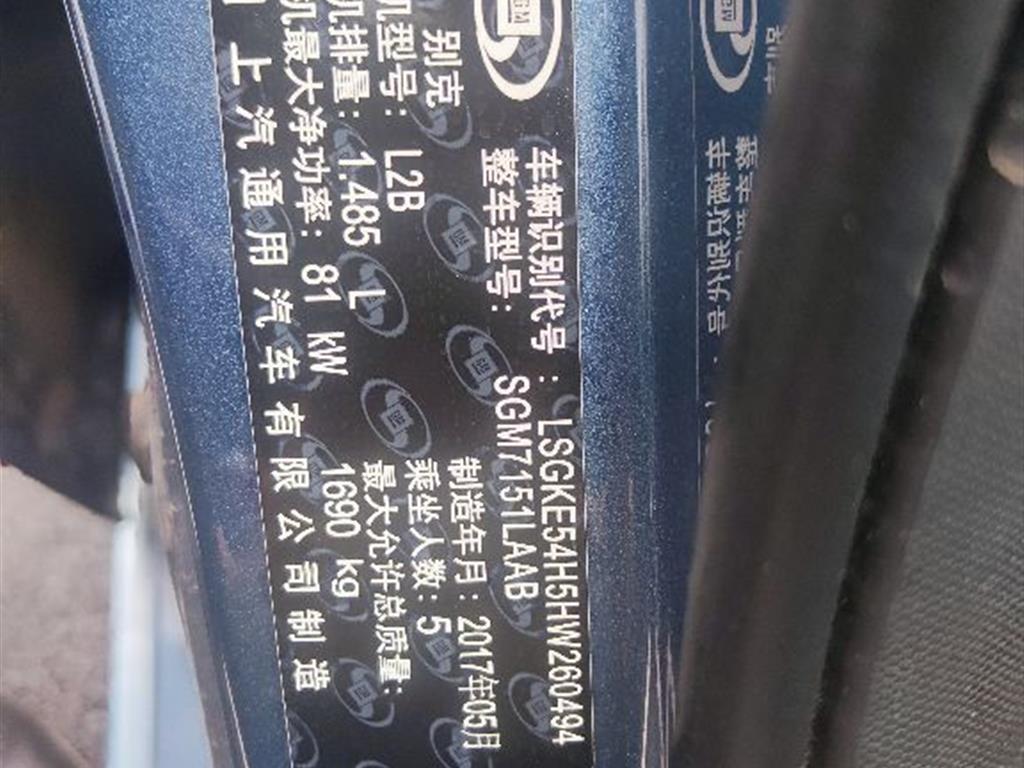 SGM
车辆识别代号: LSGKE54H5HW260494
整车型号: SGM7151LAAB
别克 制造年月: 2017年05月
机型号: L2B 乘坐人数: 5
机排量: 1.485 L 最大允许总质量:
机最大净功率: 81 kW 1690 kg
上汽通用汽车有限公司制造